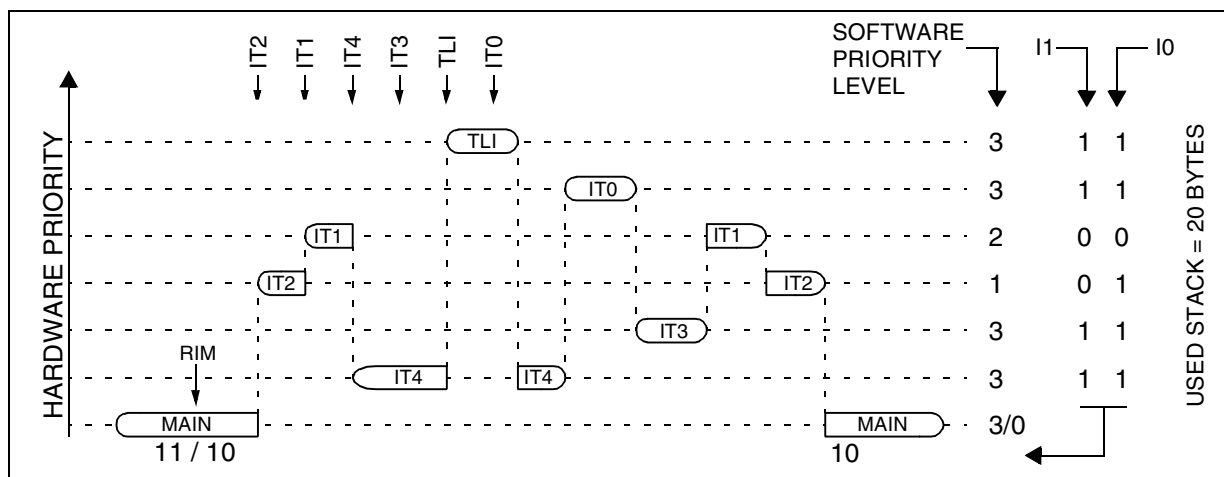 IT2
IT1
IT4
IT3
TLI
IT0
SOFTWARE
PRIORITY
LEVEL
I1
I0
HARDWARE PRIORITY
USED STACK = 20 BYTES
TLI
3
1 1
IT0
3
1 1
IT1
IT1
2
0 0
IT2
IT2
1
0 1
IT3
3
1 1
RIM
IT4
IT4
3
1 1
MAIN
MAIN
3/0
11 / 10
10